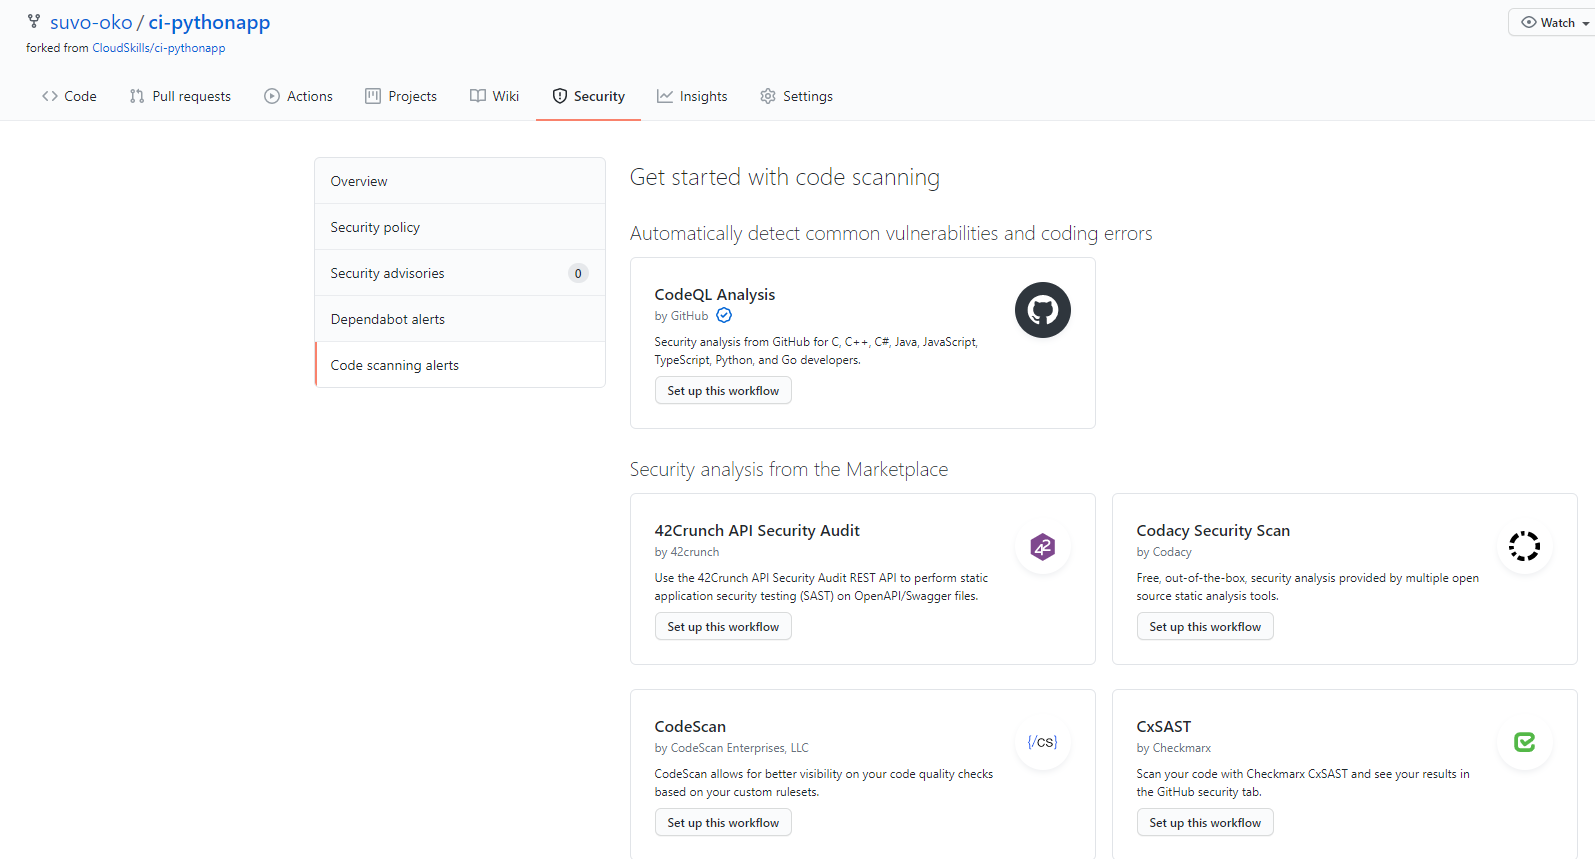 suvo-oko / ci-pythonapp
Watch
forked from CloudSkills/ci-pythonapp
Code Pull requests Actions Projects Wiki Security Insights Settings
Overview
Security policy
Security advisories 0
Dependabot alerts
Code scanning alerts
Get started with code scanning
Automatically detect common vulnerabilities and coding errors
CodeQL Analysis
by GitHub
Security analysis from GitHub for C, C++, C#, Java, JavaScript,
TypeScript, Python, and Go developers.
Set up this workflow
Security analysis from the Marketplace
42Crunch API Security Audit
by 42crunch
42
Use the 42Crunch API Security Audit REST API to perform static
application security testing (SAST) on OpenAPI/Swagger files.
Set up this workflow
Codacy Security Scan
by Codacy
Free, out-of-the-box, security analysis provided by multiple open
source static analysis tools.
Set up this workflow
CodeScan
by CodeScan Enterprises, LLC
{/cs}
CodeScan allows for better visibility on your code quality checks
based on your custom rulesets.
Set up this workflow
CxSAST
by Checkmarx
Scan your code with Checkmarx CxSAST and see your results in
the GitHub security tab.
Set up this workflow